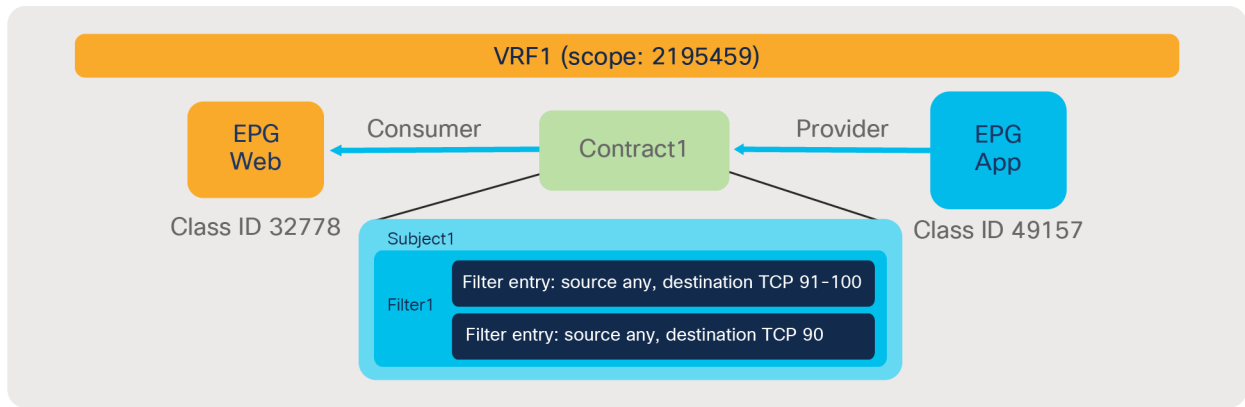 VRF1 (scope: 2195459)
EPG
Web
Consumer
Contract1
Provider
EPG
App
Class ID 32778
Class ID 49157
Subject1
Filter1
Filter entry: source any, destination TCP 91-100
Filter entry: source any, destination TCP 90